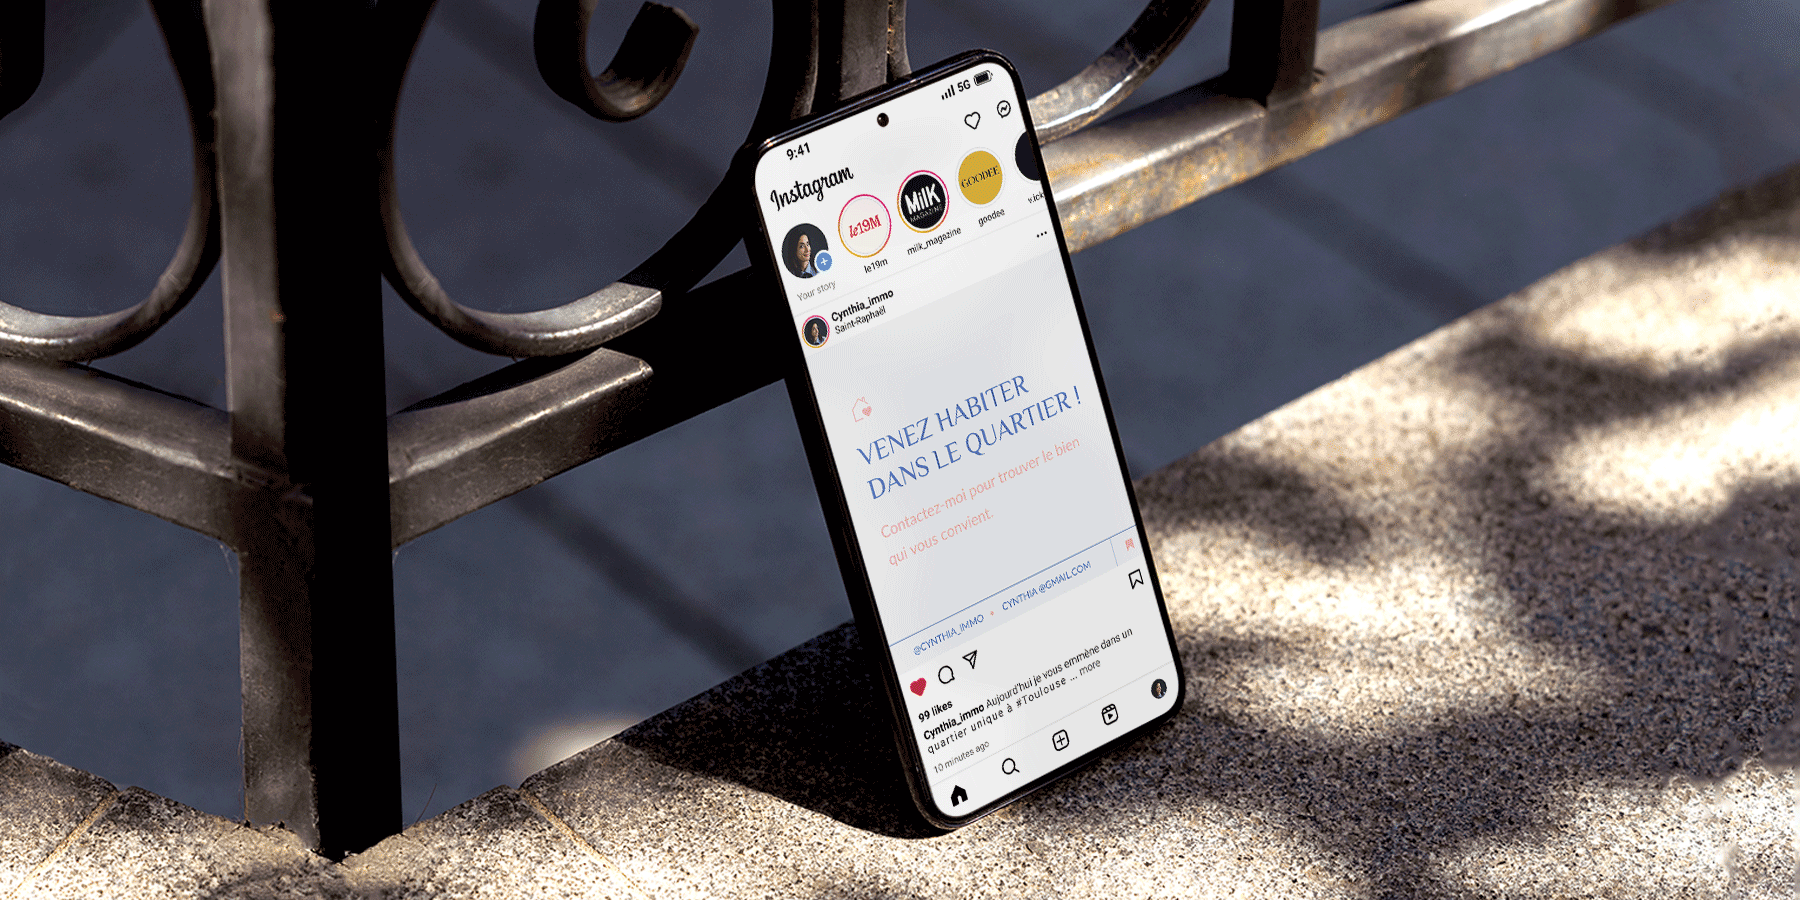 9:41
5G
Instagram
le19M
MilK
MAGAZINE
GOODEE
Your story
le19m
milk_magazine
goodee
Cynthia_immo
Saint-Raphaël
VENEZ HABITER
DANS LE QUARTIER !
Contactez-moi pour trouver le bien
qui vous convient.
@CYNTHIA_IMMO • CYNTHIA @GMAIL.COM
99 likes
Cynthia_immo Aujourd'hui je vous emmène dans un
quartier unique à #Toulouse ... more
10 minutes ago